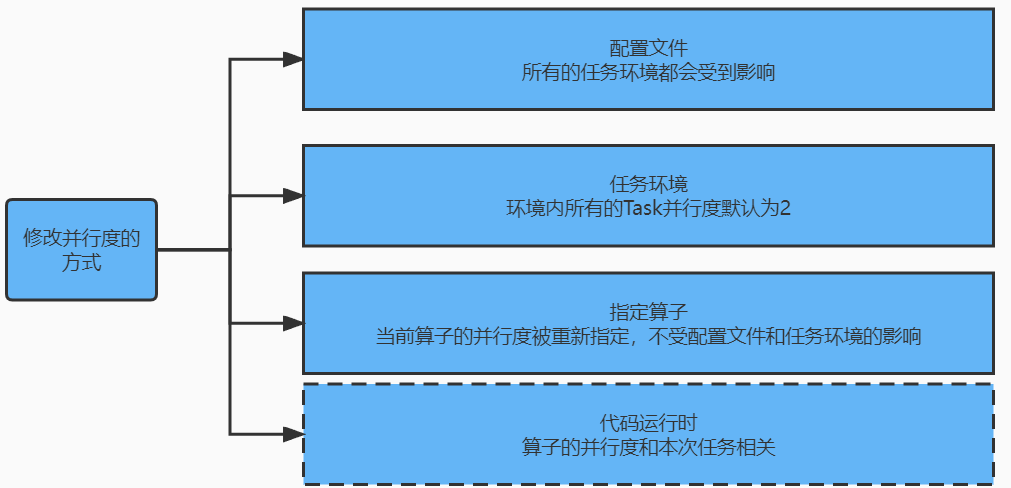 修改并行度的
方式
配置文件
所有的任务环境都会受到影响
任务环境
环境内所有的Task并行度默认为2
指定算子
当前算子的并行度被重新指定，不受配置文件和任务环境的影响
代码运行时
算子的并行度和本次任务相关